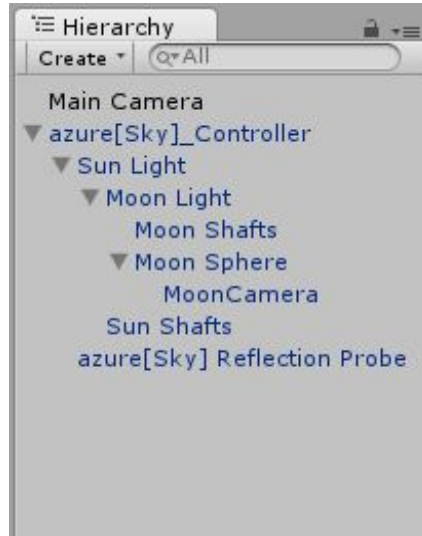 Hierarchy
Create All
Main Camera
azure[Sky]_Controller
Sun Light
Moon Light
Moon Shafts
Moon Sphere
MoonCamera
Sun Shafts
azure[Sky] Reflection Probe